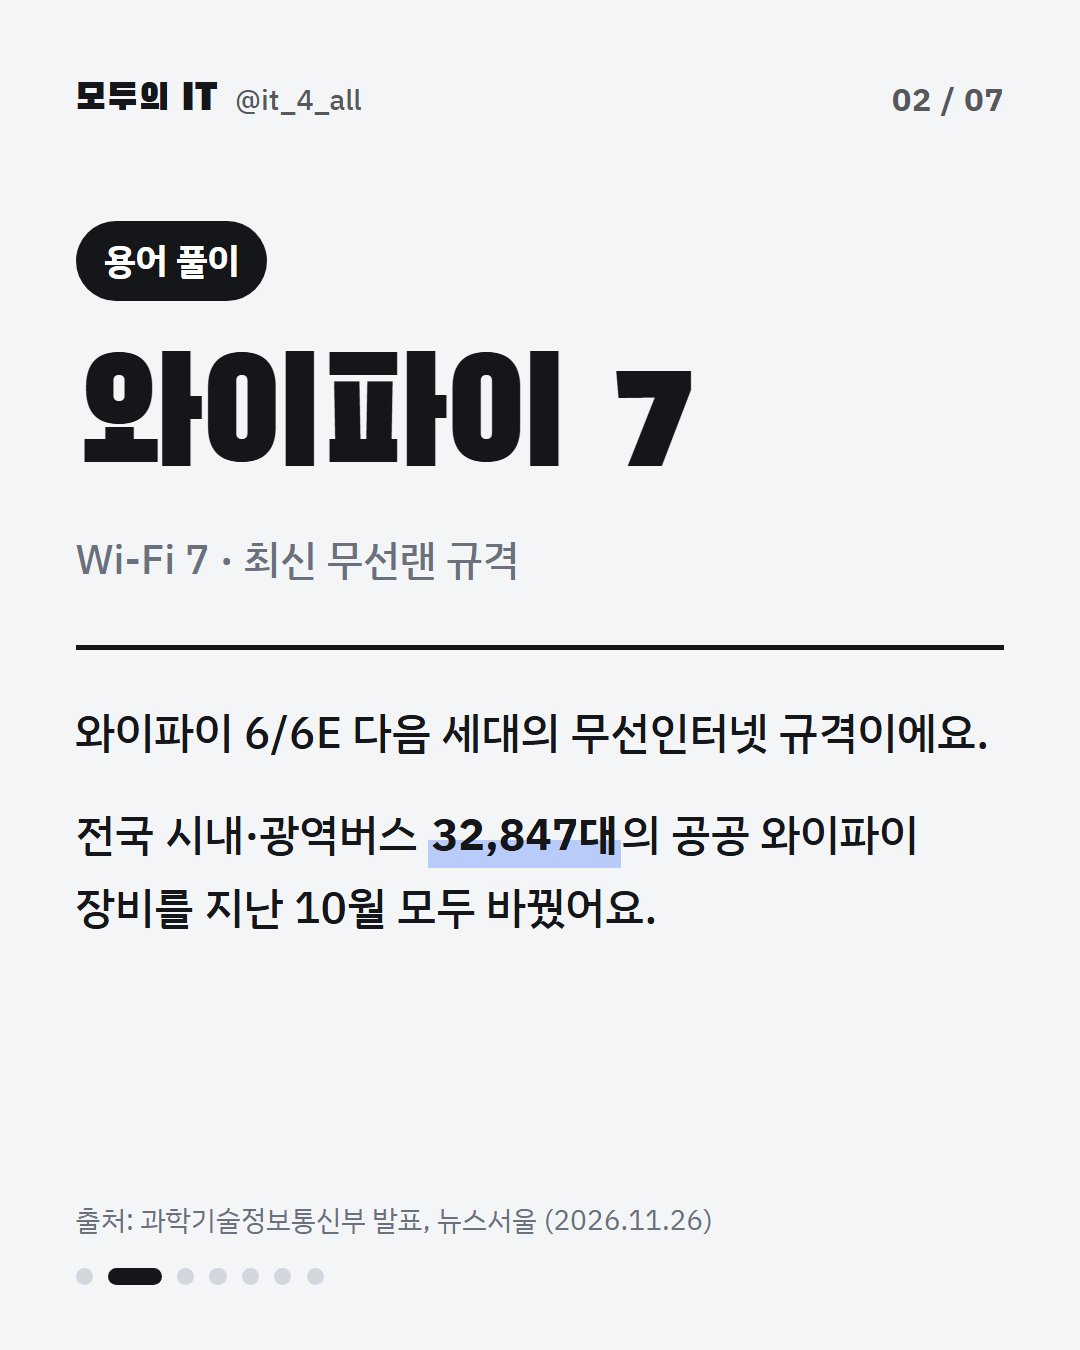 모두의 IT @it_4_all
02 / 07
용어 풀이
와이파이 7
Wi-Fi 7 · 최신 무선랜 규격
와이파이 6/6E 다음 세대의 무선인터넷 규격이에요.
전국 시내·광역버스 32,847대의 공공 와이파이
장비를 지난 10월 모두 바꿨어요.
출처: 과학기술정보통신부 발표, 뉴스서울 (2026.11.26)